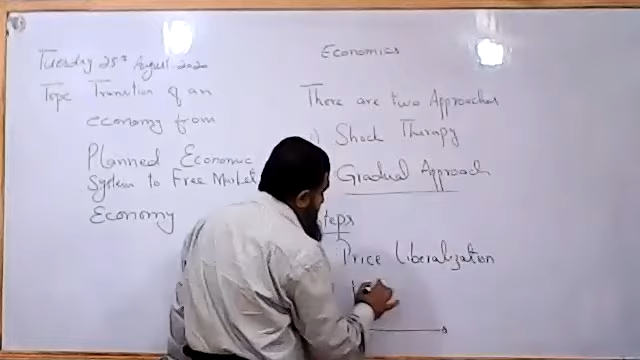 Economics
Tuesday 25th August 2020
Topic Transition of an
economy from
Planned Economic
System to Free Market
Economy
There are two Approaches
) Shock Therapy
Gradual Approach
teps
Price Liberalization